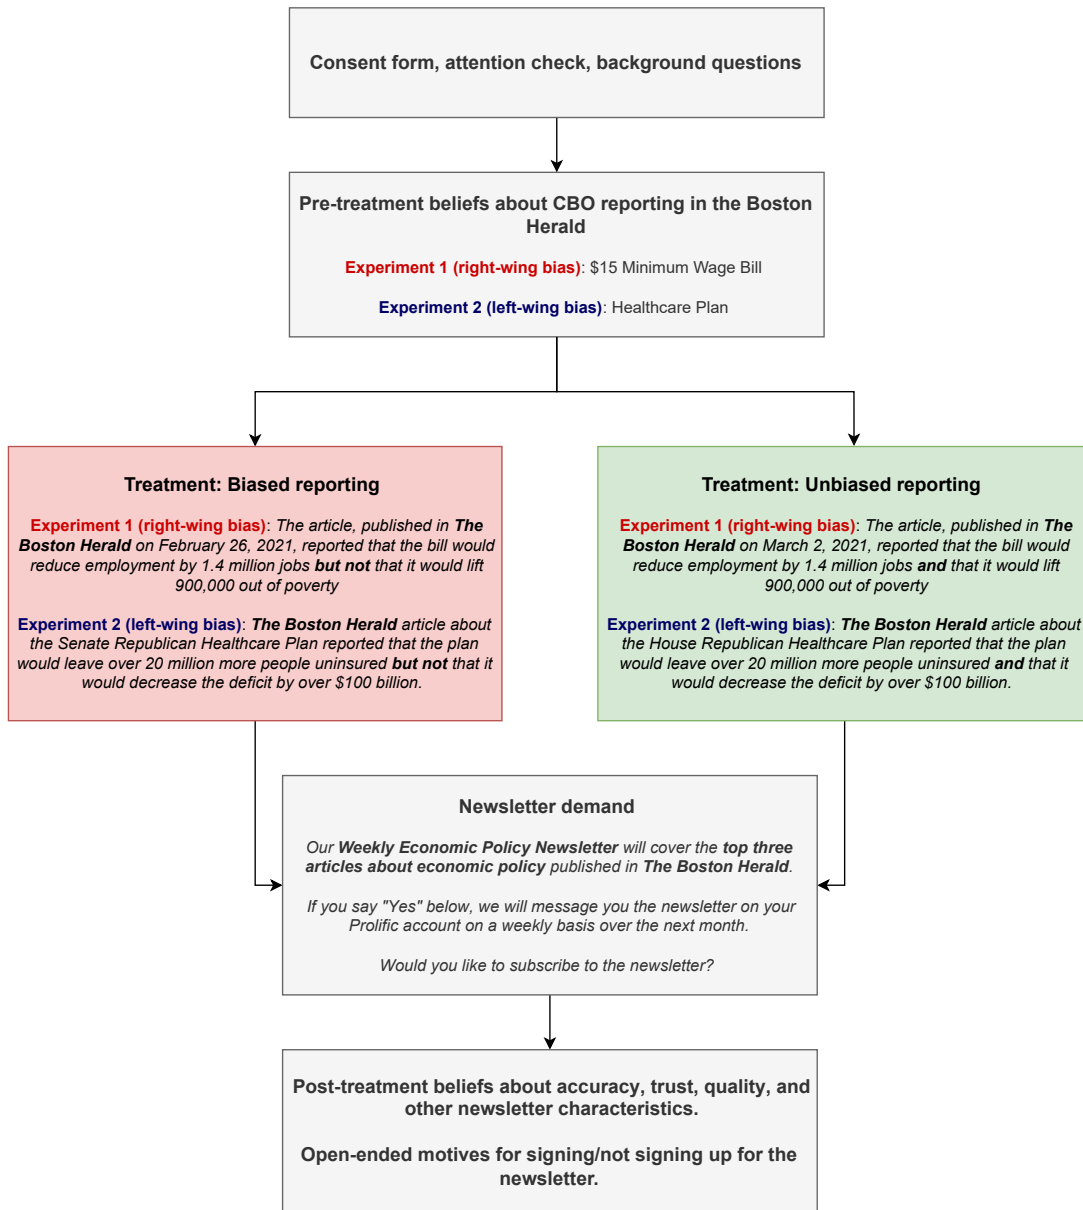 Consent form, attention check, background questions
Pre-treatment beliefs about CBO reporting in the Boston
Herald
Experiment 1 (right-wing bias): $15 Minimum Wage Bill
Experiment 2 (left-wing bias): Healthcare Plan
Treatment: Biased reporting
Experiment 1 (right-wing bias): The article, published in The
Boston Herald on February 26, 2021, reported that the bill would
reduce employment by 1.4 million jobs but not that it would lift
900,000 out of poverty
Experiment 2 (left-wing bias): The Boston Herald article about
the Senate Republican Healthcare Plan reported that the plan
would leave over 20 million more people uninsured but not that it
would decrease the deficit by over $100 billion.
Treatment: Unbiased reporting
Experiment 1 (right-wing bias): The article, published in The
Boston Herald on March 2, 2021, reported that the bill would
reduce employment by 1.4 million jobs and that it would lift
900,000 out of poverty
Experiment 2 (left-wing bias): The Boston Herald article about
the House Republican Healthcare Plan reported that the plan
would leave over 20 million more people uninsured and that it
would decrease the deficit by over $100 billion.
Newsletter demand
Our Weekly Economic Policy Newsletter will cover the top three
articles about economic policy published in The Boston Herald.
If you say "Yes" below, we will message you the newsletter on your
Prolific account on a weekly basis over the next month.
Would you like to subscribe to the newsletter?
Post-treatment beliefs about accuracy, trust, quality, and
other newsletter characteristics.
Open-ended motives for signing/not signing up for the
newsletter.